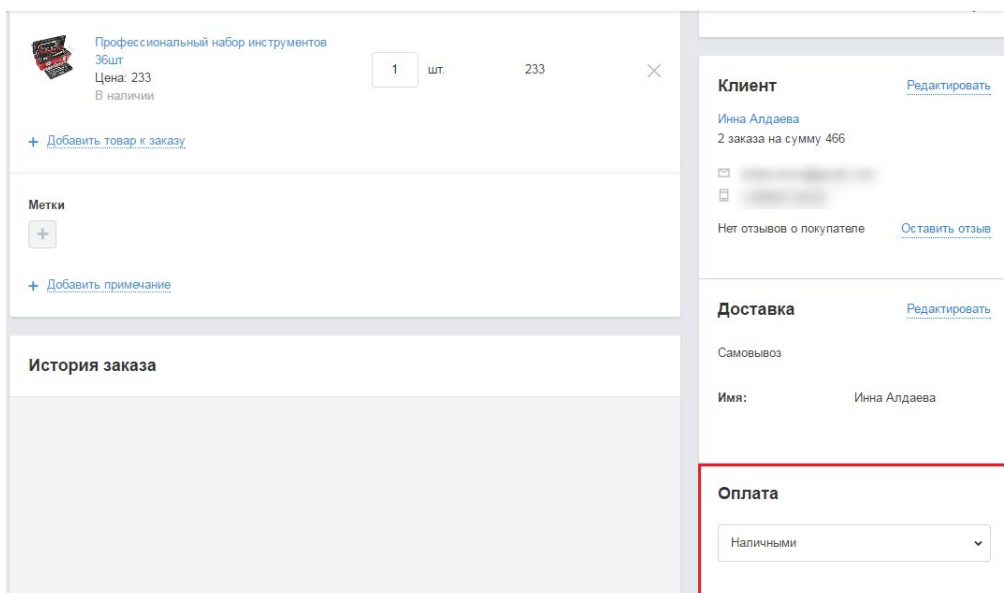 Профессиональный набор инструментов
36шт
Цена: 233
В наличии
1 шт. 233
+ Добавить товар к заказу
Метки
+
+ Добавить примечание
История заказа
Клиент Редактировать
Инна Алдаева
2 заказа на сумму 466
Нет отзывов о покупателе Оставить отзыв
Доставка Редактировать
Самовывоз
Имя: Инна Алдаева
Оплата
Наличными